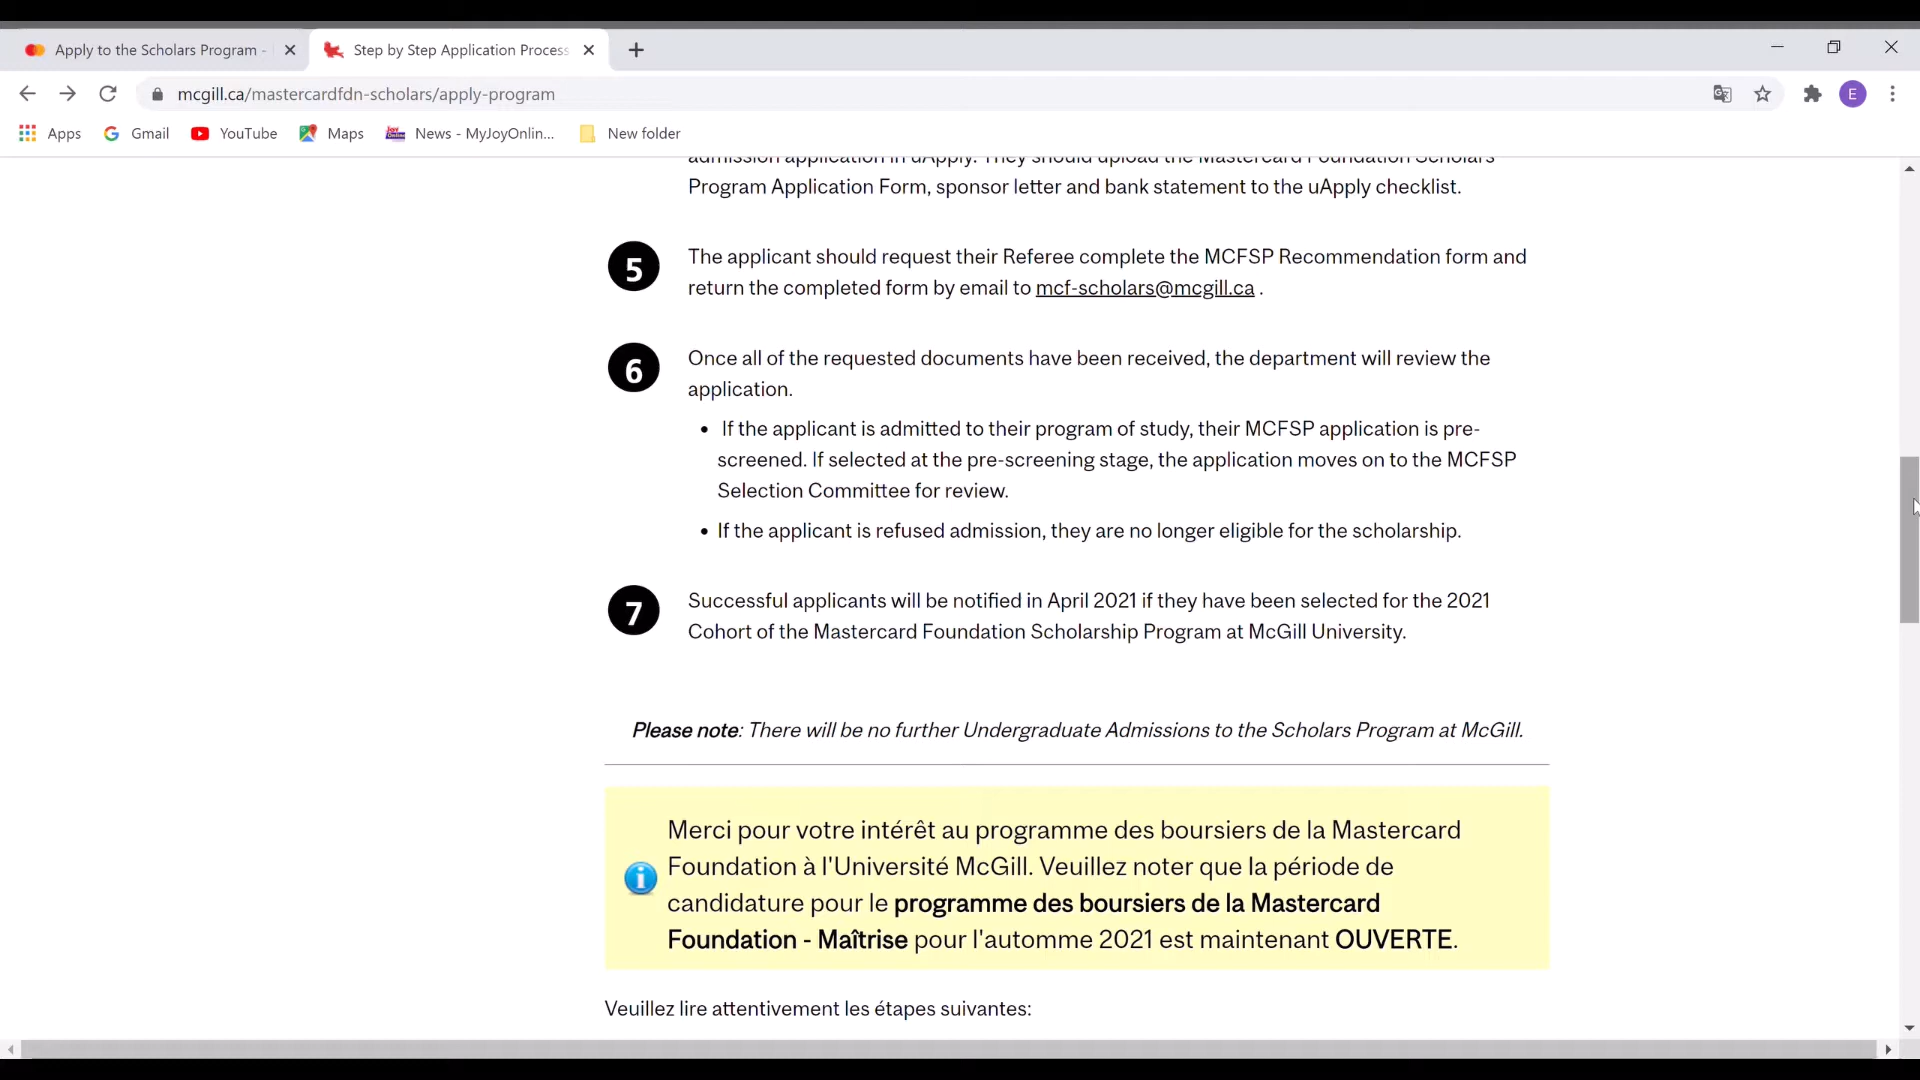 Apply to the Scholars Program -
Step by Step Application Process
mcgill.ca/mastercardfdn-scholars/apply-program
E
Apps
Gmail
YouTube
Maps
News - MyJoyOnlin...
New folder
admission application in uApply. They should upload the Mastercard Foundation Scholars
Program Application Form, sponsor letter and bank statement to the uApply checklist.
5
The applicant should request their Referee complete the MCFSP Recommendation form and
return the completed form by email to mcf-scholars@mcgill.ca .
6
Once all of the requested documents have been received, the department will review the
application.
• If the applicant is admitted to their program of study, their MCFSP application is pre-
screened. If selected at the pre-screening stage, the application moves on to the MCFSP
Selection Committee for review.
• If the applicant is refused admission, they are no longer eligible for the scholarship.
7
Successful applicants will be notified in April 2021 if they have been selected for the 2021
Cohort of the Mastercard Foundation Scholarship Program at McGill University.
Please note: There will be no further Undergraduate Admissions to the Scholars Program at McGill.
Merci pour votre intérêt au programme des boursiers de la Mastercard
Foundation à l'Université McGill. Veuillez noter que la période de
candidature pour le programme des boursiers de la Mastercard
Foundation - Maîtrise pour l'automme 2021 est maintenant OUVERTE.
Veuillez lire attentivement les étapes suivantes: